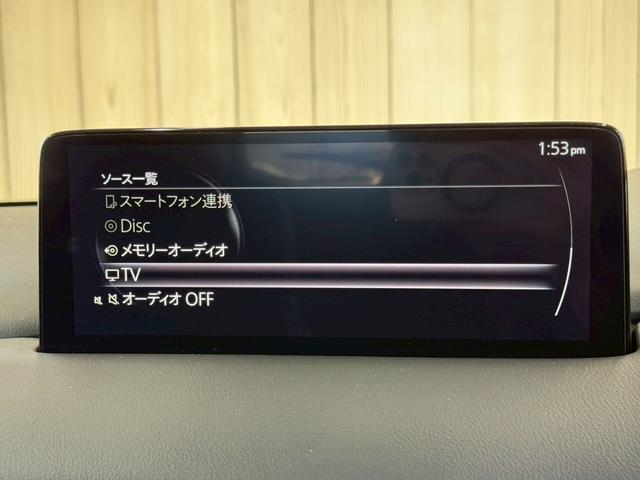 1:53pm
ソース一覧
スマートフォン連携
Disc
メモリーオーディオ
TV
オーディオ OFF